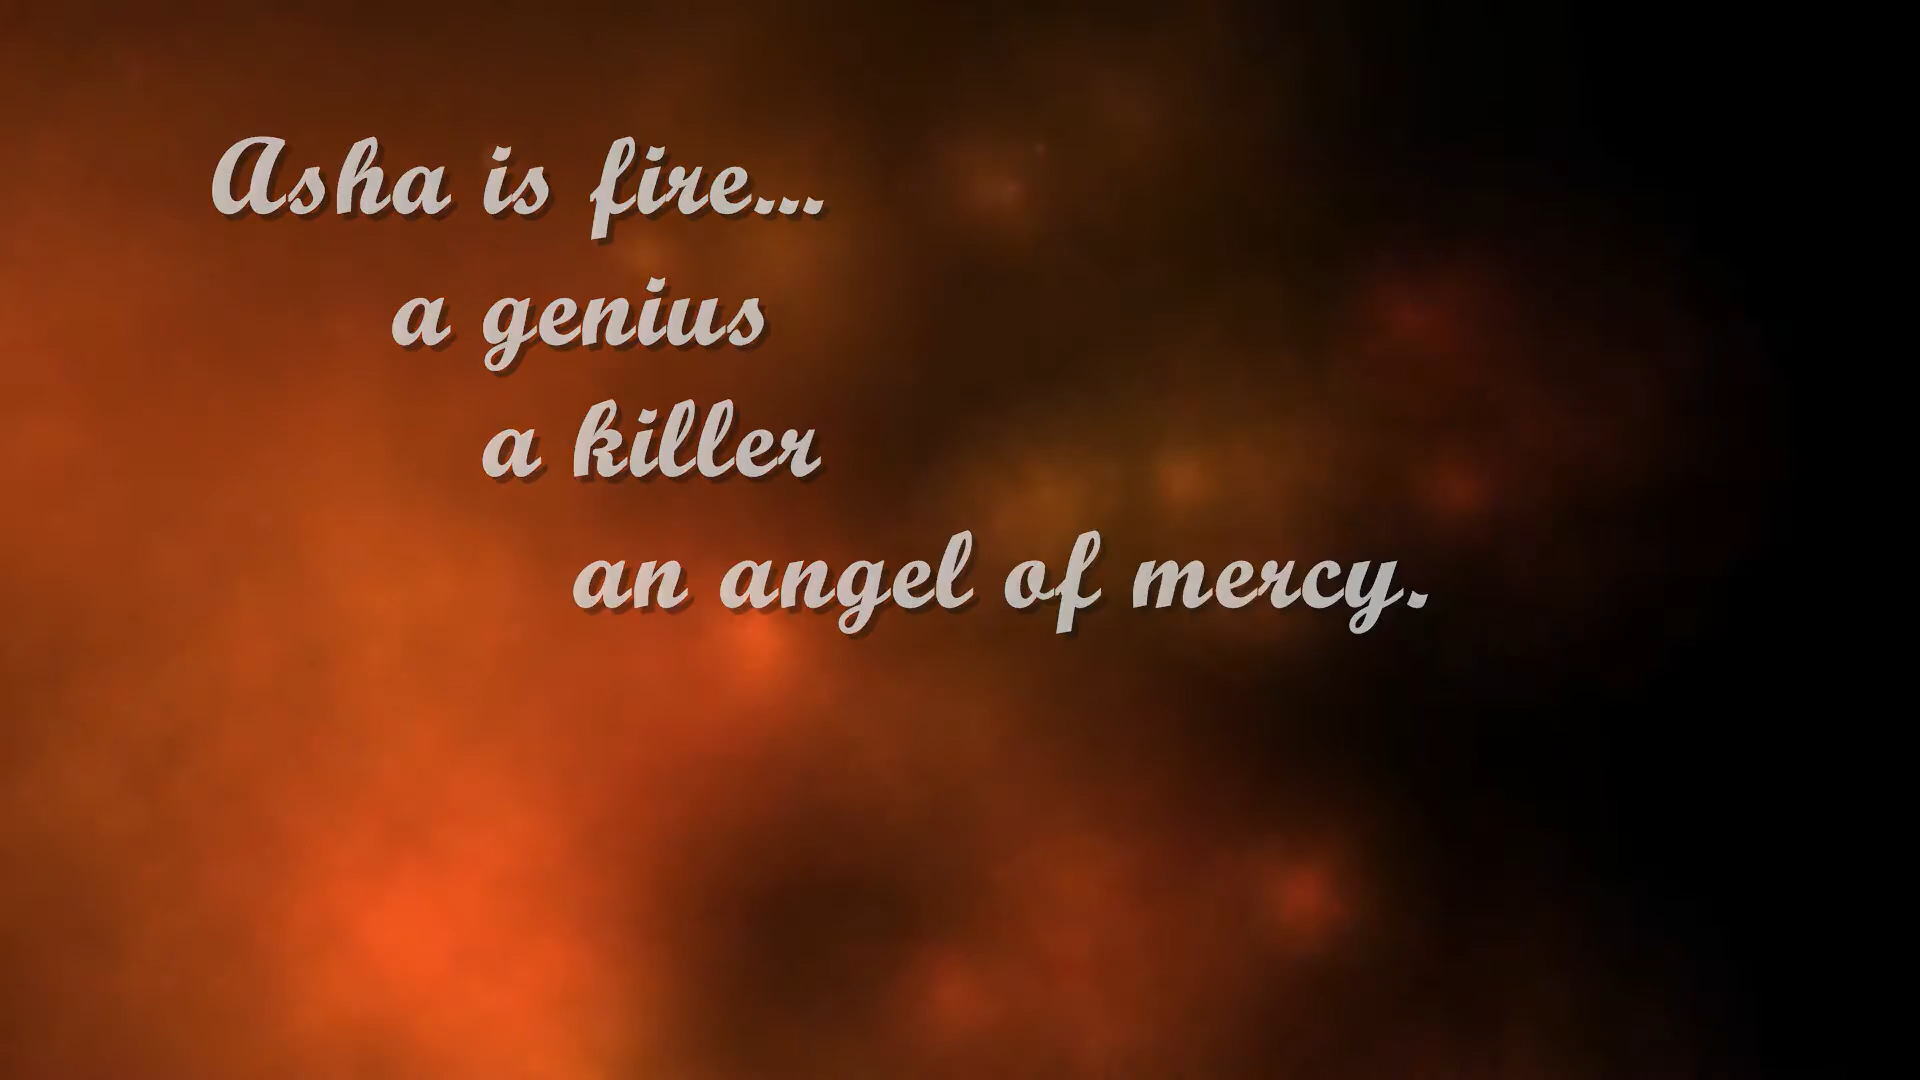 Asha is fire...
a genius
a killer
an angel of mercy.